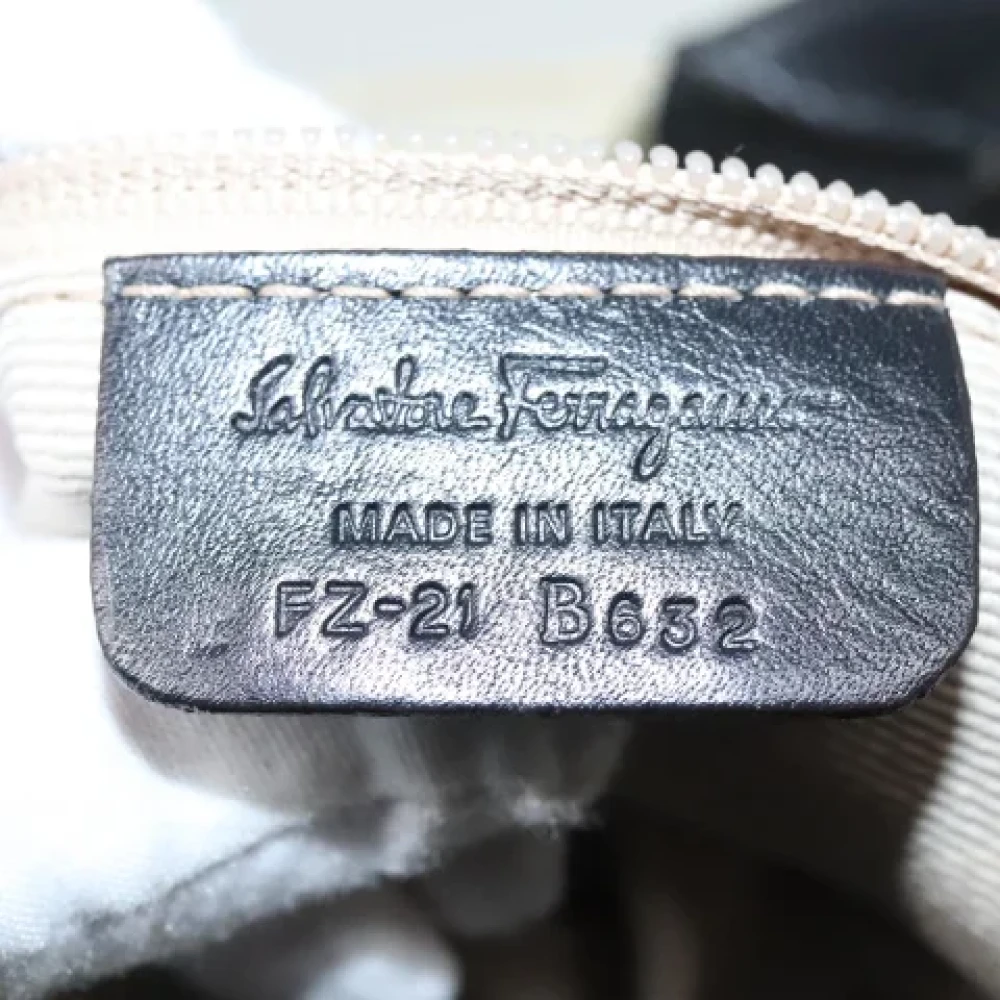 Salvatore Ferragamo
MADE IN ITALY
FZ-21 B632